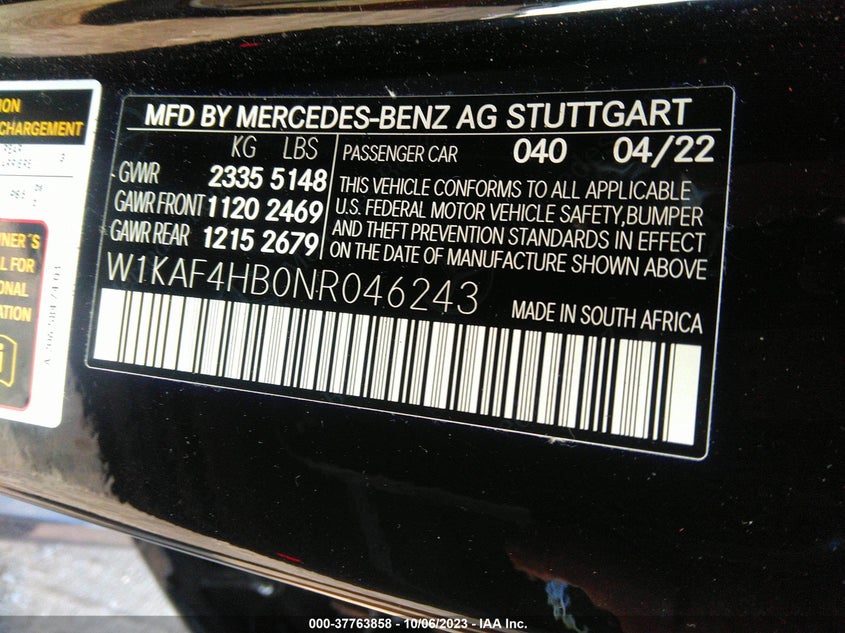 ION
CHARGEMENT
REAR
ARRIERE 3
NER´S
L FOR
ONAL
ATION
MFD BY MERCEDES-BENZ AG STUTTGART
KG LBS
GVWR 2335 5148
GAWR FRONT 1120 2469
GAWR REAR 1215 2679
PASSENGER CAR 040 04/22
THIS VEHICLE CONFORMS TO ALL APPLICABLE
U.S. FEDERAL MOTOR VEHICLE SAFETY, BUMPER
AND THEFT PREVENTION STANDARDS IN EFFECT
ON THE DATE OF MANUFACTURE SHOWN ABOVE
W1KAF4HB0NR046243
MADE IN SOUTH AFRICA
000-37763858 - 10/06/2023 - IAA Inc.